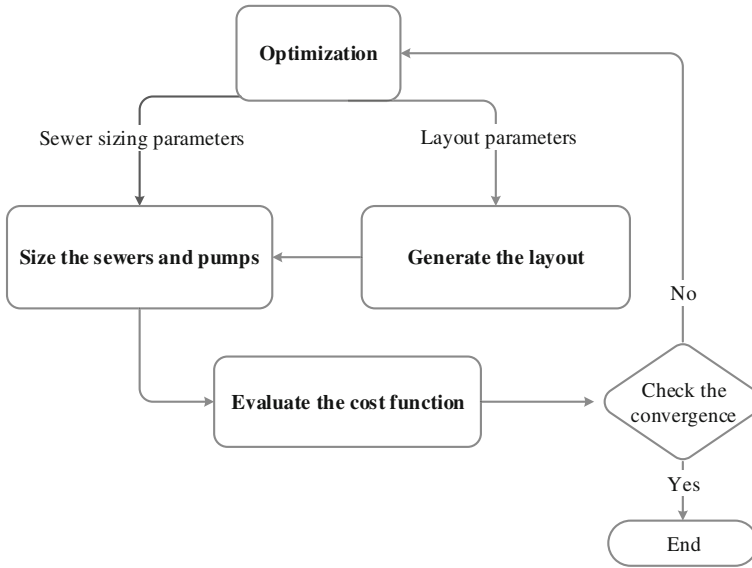 Optimization
Sewer sizing parameters
Layout parameters
Size the sewers and pumps
Generate the layout
No
Evaluate the cost function
Check the
convergence
Yes
End